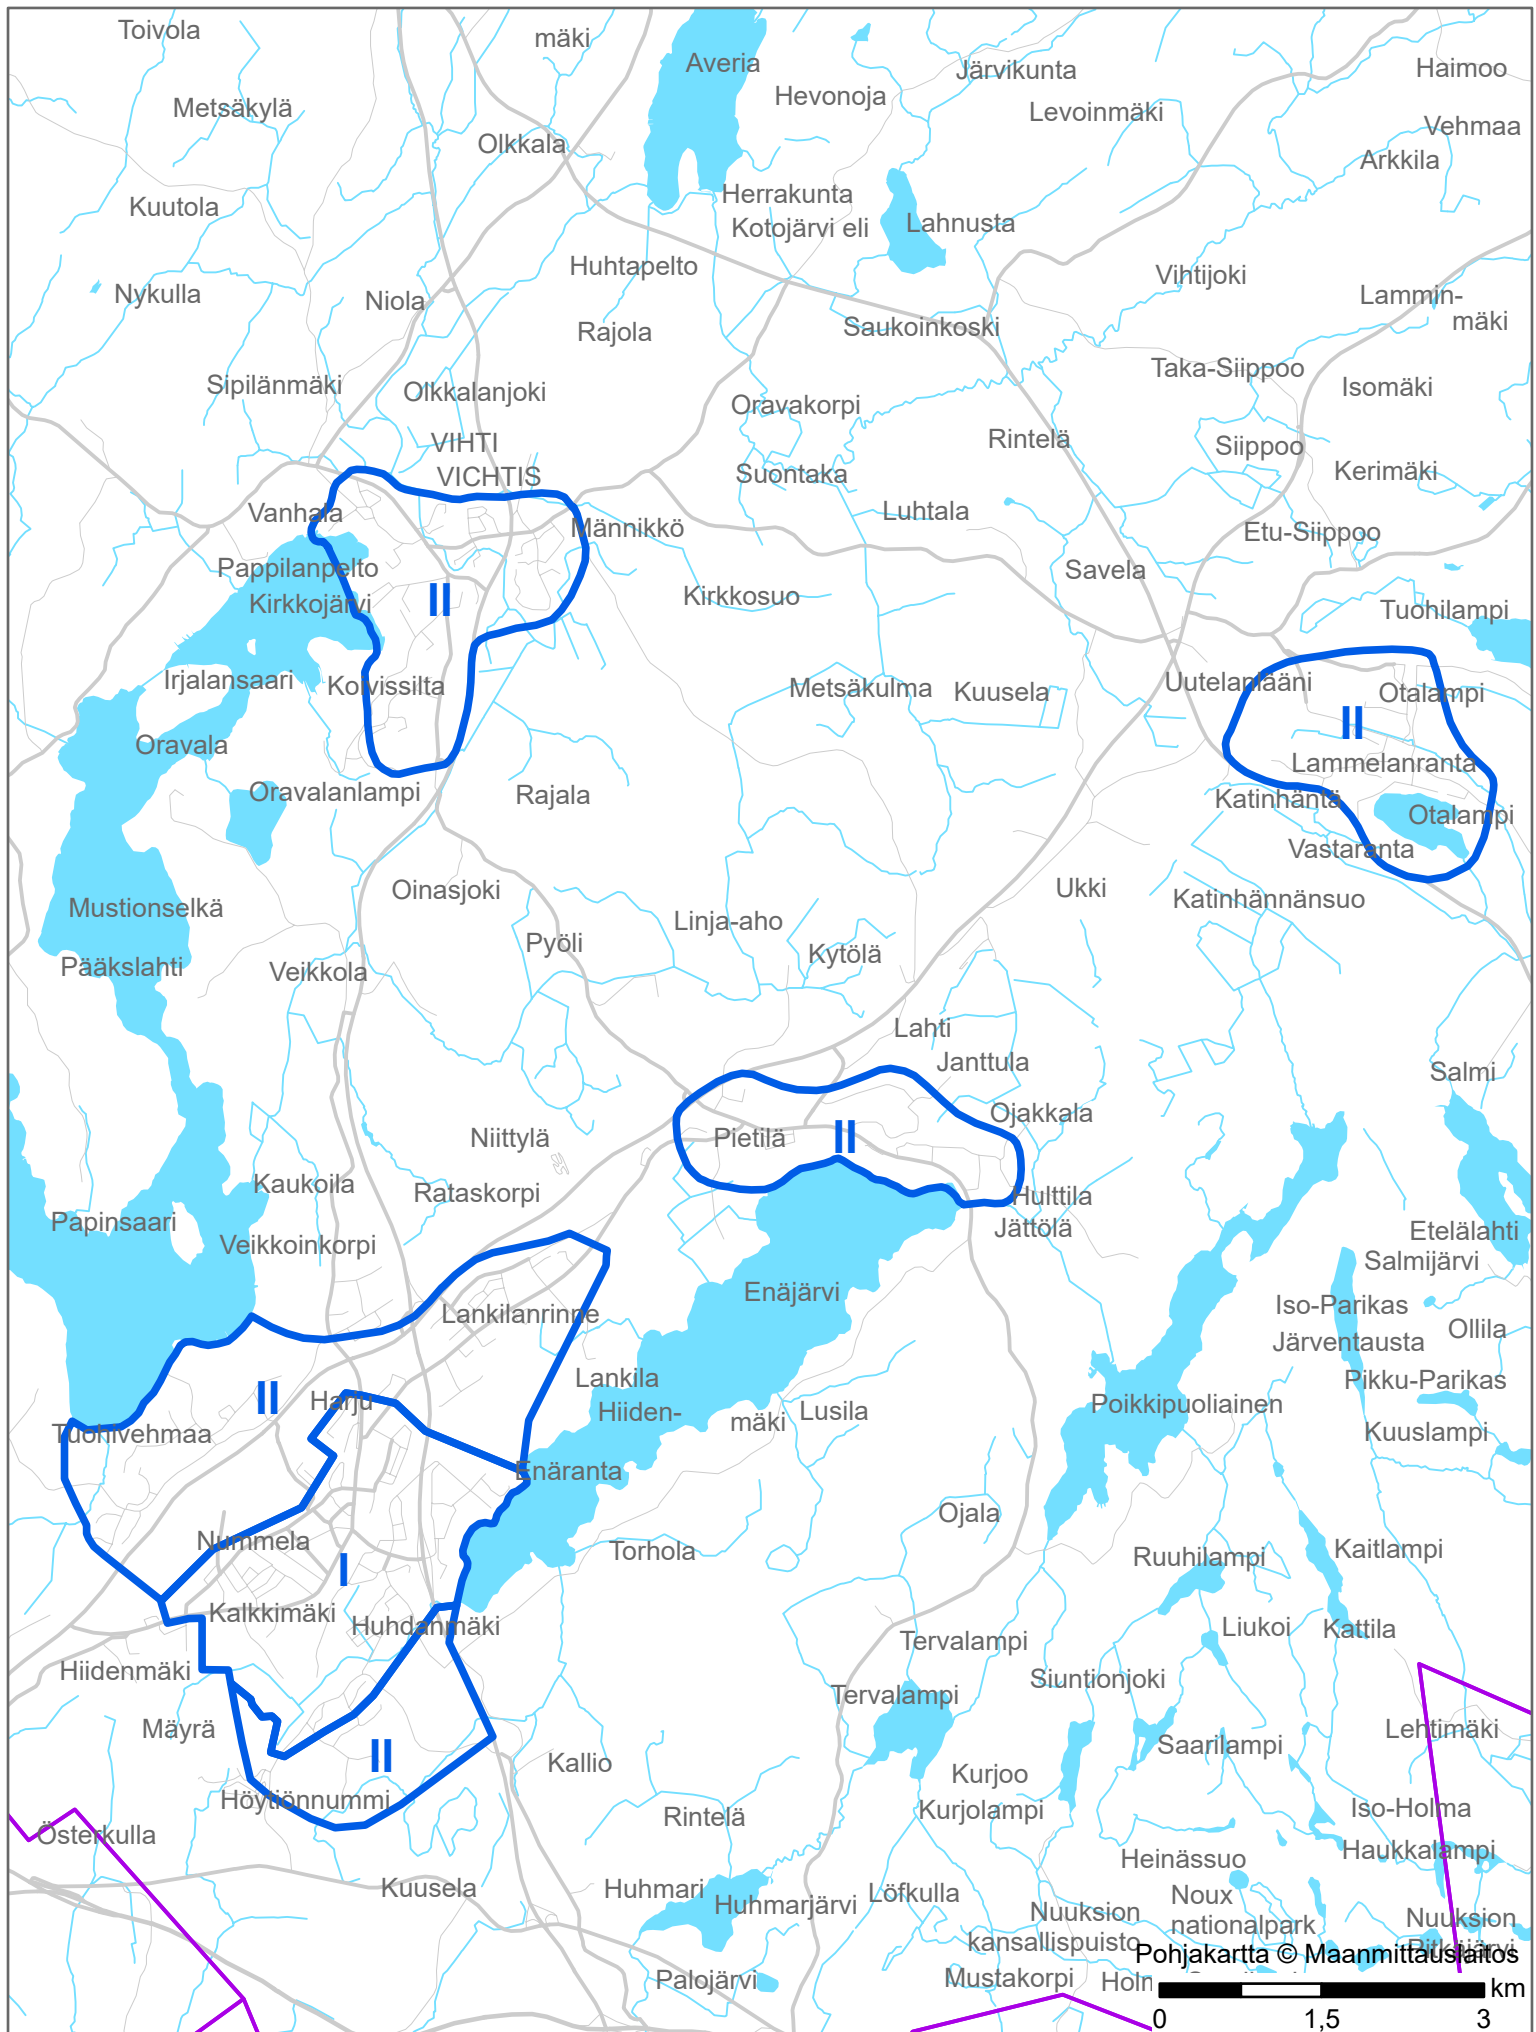 Toivola
mäki
Averia
Järvikunta
Haimoo
Hevonoja
Metsäkylä
Levoinmäki
Vehmaa
Olkkala
Arkkila
Herrakunta
Kuutola
Kotojärvi eli
Lahnusta
Huhtapelto
Vihtijoki
Nykulla
Niola
Lammin-
mäki
Rajola
Saukoinkoski
Taka-Siippoo
Sipilänmäki
Olkkalanjoki
Isomäki
Oravakorpi
VIHTI
Rintelä
Siippoo
VICHTIS
Suontaka
Kerimäki
Vanhala
Luhtala
Männikkö
Etu-Siippoo
Pappilanpelto
Savela
Kirkkojärvi
II
Kirkkosuo
Tuohilampi
Irjalansaari
Koivissilta
Metsäkulma
Kuusela
Uutelanlääni
Otalampi
II
Oravala
Lammelanranta
Oravalanlampi
Rajala
Katinhäntä
Otalampi
Vastaranta
Oinasjoki
Ukki
Katinhännänsuo
Mustionselkä
Linja-aho
Pyöli
Kytölä
Pääkslahti
Veikkola
Lahti
Janttula
Salmi
Ojakkala
Niittylä
Pietilä
II
Kaukoila
Rataskorpi
Hulttila
Papinsaari
Jättölä
Etelälahti
Veikkoinkorpi
Salmijärvi
Enäjärvi
Iso-Parikas
Lankilanrinne
Järventausta
Ollila
Lankila
Pikku-Parikas
II
Harju
Hiiden-
mäki
Lusila
Poikkipuoliainen
Tuohivehmaa
Kuuslampi
Enäranta
Ojala
Nummela
Torhola
Ruuhilampi
Kaitlampi
I
Kalkkimäki
Huhdanmäki
Liukoi
Kattila
Tervalampi
Hiidenmäki
Siuntionjoki
Tervalampi
Mäyrä
Lehtimäki
II
Saarilampi
Kallio
Kurjoo
Höytiönnummi
Kurjolampi
Iso-Holma
Rintelä
Österkulla
Haukkalampi
Heinässuo
Kuusela
Huhmari
Löfkulla
Noux
Huhmarjärvi
Nuuksion
nationalpark
Nuuksion
kansallispuisto
Pitkäjärvi
Pohjakartta © Maanmittauslaitos
Palojärvi
Mustakorpi
km
0
1,5
3